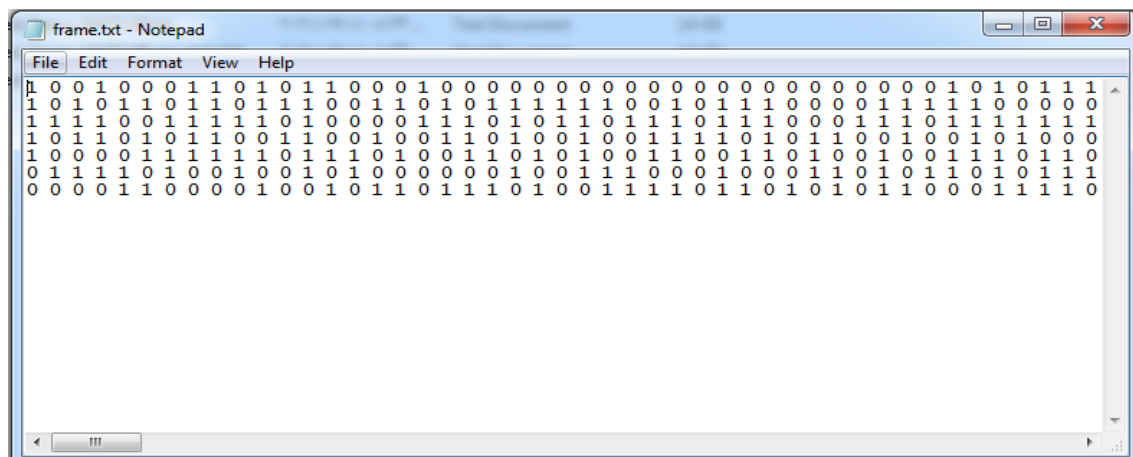 frame.txt - Notepad
File Edit Format View Help
1 0 0 1 0 0 0 1 1 0 1 0 1 1 0 0 0 1 0 0 0 0 0 0 0 0 0 0 0 0 0 0 0 0 0 0 0 0 0 0 1 0 1 0 1 1 1
1 0 1 0 1 1 0 1 1 0 1 0 0 0 1 1 0 1 0 1 1 1 1 1 1 0 0 1 0 1 1 1 0 0 0 0 1 1 1 1 1 1 0 0 0 0 0
1 1 1 1 0 0 1 1 1 1 0 1 1 0 0 0 0 1 1 1 0 1 0 1 1 0 1 1 0 1 0 1 1 1 0 0 0 1 1 1 0 1 1 1 1 1 1
1 0 1 1 0 1 0 1 1 0 0 1 1 0 1 0 0 1 0 0 1 1 0 0 1 1 1 1 1 0 1 0 1 1 0 1 1 0 0 1 1 0 0 1 0 0 0
1 0 0 0 0 1 1 1 1 1 1 0 1 1 1 0 1 0 0 1 1 0 1 0 1 0 0 1 1 0 0 1 1 0 1 0 0 1 0 0 1 0 1 1 1 1 0
0 1 1 1 1 0 1 0 0 0 1 0 0 1 0 1 0 0 0 0 1 0 1 0 1 1 1 0 0 0 1 0 0 0 1 1 0 1 0 1 1 0 1 0 1 1 1
0 0 0 0 1 1 0 0 0 0 1 0 0 1 0 1 1 0 1 1 1 0 1 0 0 1 1 1 1 0 1 1 0 1 0 1 0 1 1 0 0 0 1 1 1 1 0